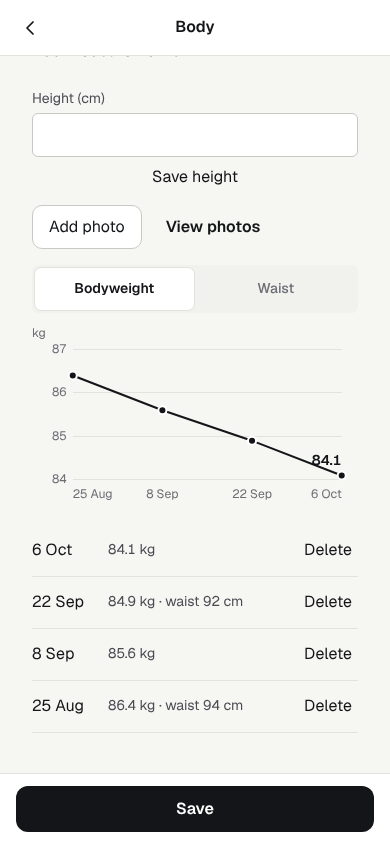 Body
Height (cm)
Save height
Add photo
View photos
Bodyweight
Waist
kg
87
86
85
84
84.1
25 Aug
8 Sep
22 Sep
6 Oct
6 Oct 84.1 kg Delete
22 Sep 84.9 kg · waist 92 cm Delete
8 Sep 85.6 kg Delete
25 Aug 86.4 kg · waist 94 cm Delete
Save